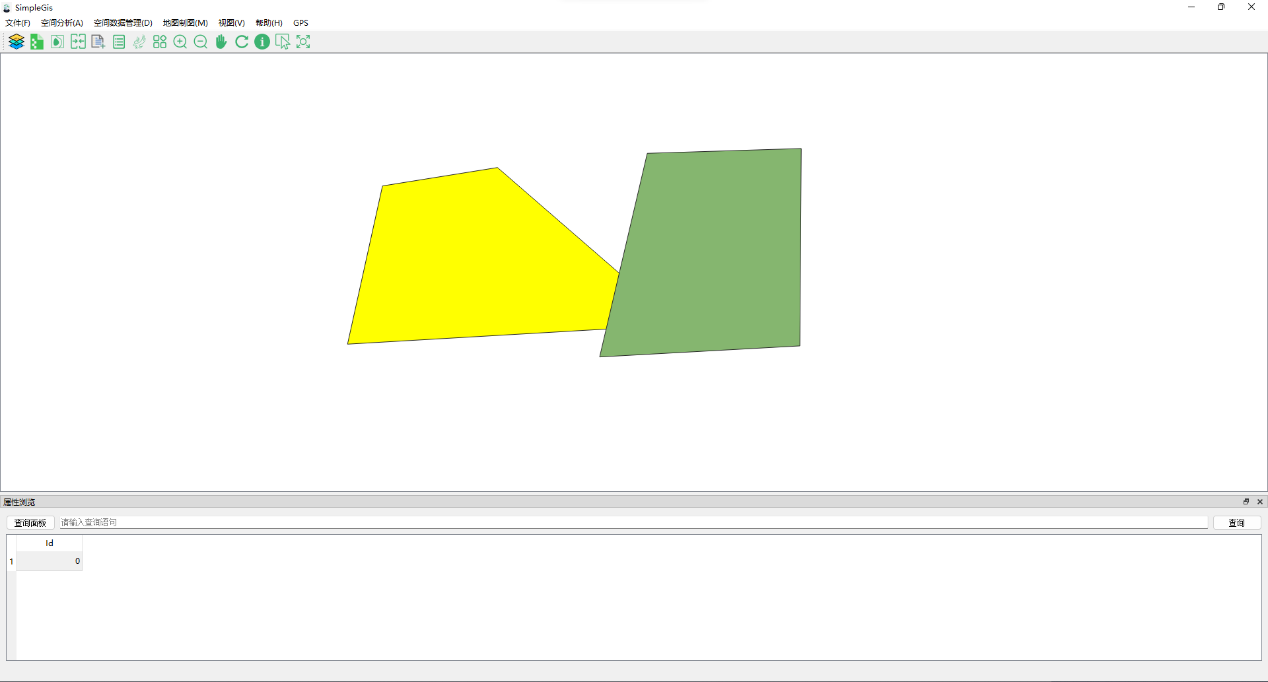 SimpleGis
文件(F) 空间分析(A) 空间数据管理(D) 地图制图(M) 视图(V) 帮助(H) GPS
属性浏览
查询面板 请输入查询语句 查询
Id
1 0